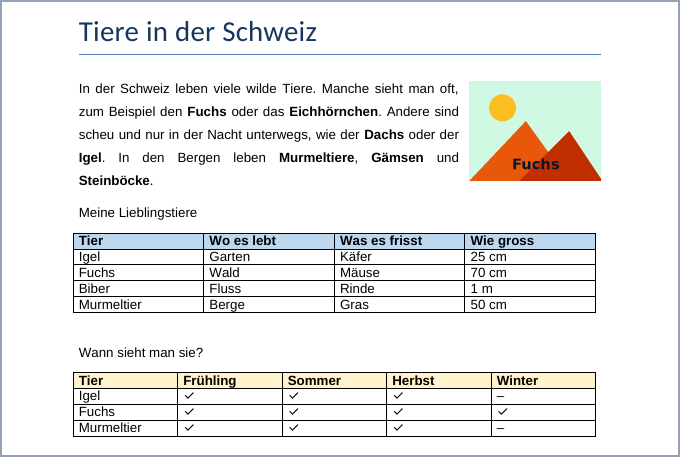 Tiere in der Schweiz
In der Schweiz leben viele wilde Tiere. Manche sieht man oft,
zum Beispiel den Fuchs oder das Eichhörnchen. Andere sind
scheu und nur in der Nacht unterwegs, wie der Dachs oder der
Igel. In den Bergen leben Murmeltiere, Gämsen und
Steinböcke.
Fuchs
Meine Lieblingstiere
Tier Wo es lebt Was es frisst Wie gross
Igel Garten Käfer 25 cm
Fuchs Wald Mäuse 70 cm
Biber Fluss Rinde 1 m
Murmeltier Berge Gras 50 cm
Wann sieht man sie?
Tier Frühling Sommer Herbst Winter
Igel ✓ ✓ ✓ –
Fuchs ✓ ✓ ✓ ✓
Murmeltier ✓ ✓ ✓ –